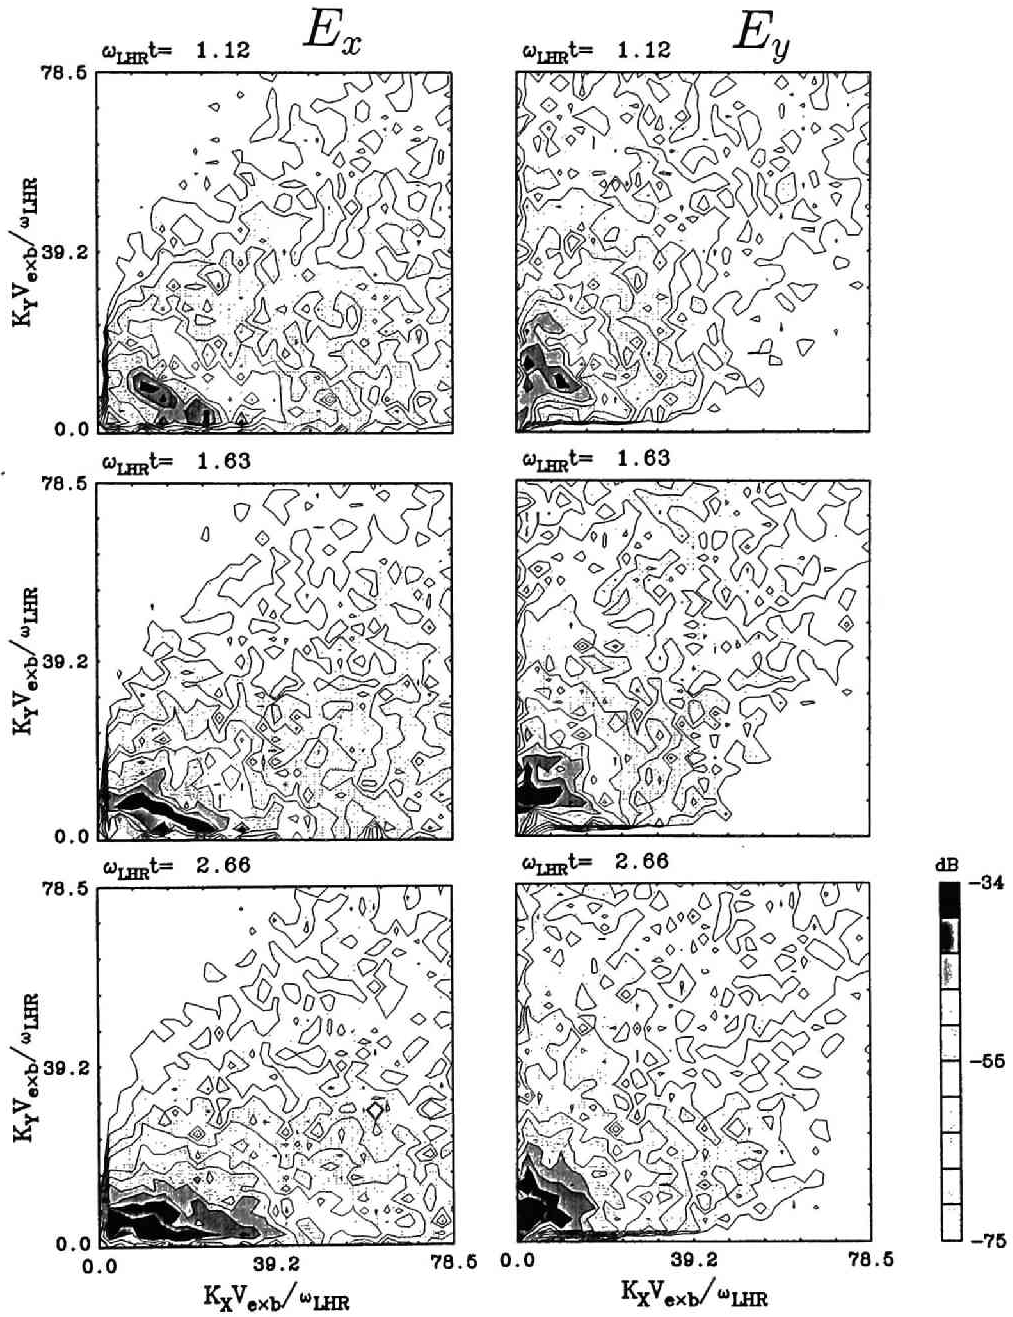 E_x
E_y
ω_LHR t= 1.12
ω_LHR t= 1.12
78.5
39.2
0.0
K_Y V_e×b/ω_LHR
ω_LHR t= 1.63
ω_LHR t= 1.63
78.5
39.2
0.0
K_Y V_e×b/ω_LHR
ω_LHR t= 2.66
ω_LHR t= 2.66
78.5
39.2
0.0
K_Y V_e×b/ω_LHR
0.0 39.2 78.5
0.0 39.2 78.5
K_X V_e×b/ω_LHR
K_X V_e×b/ω_LHR
dB
-34
-55
-75